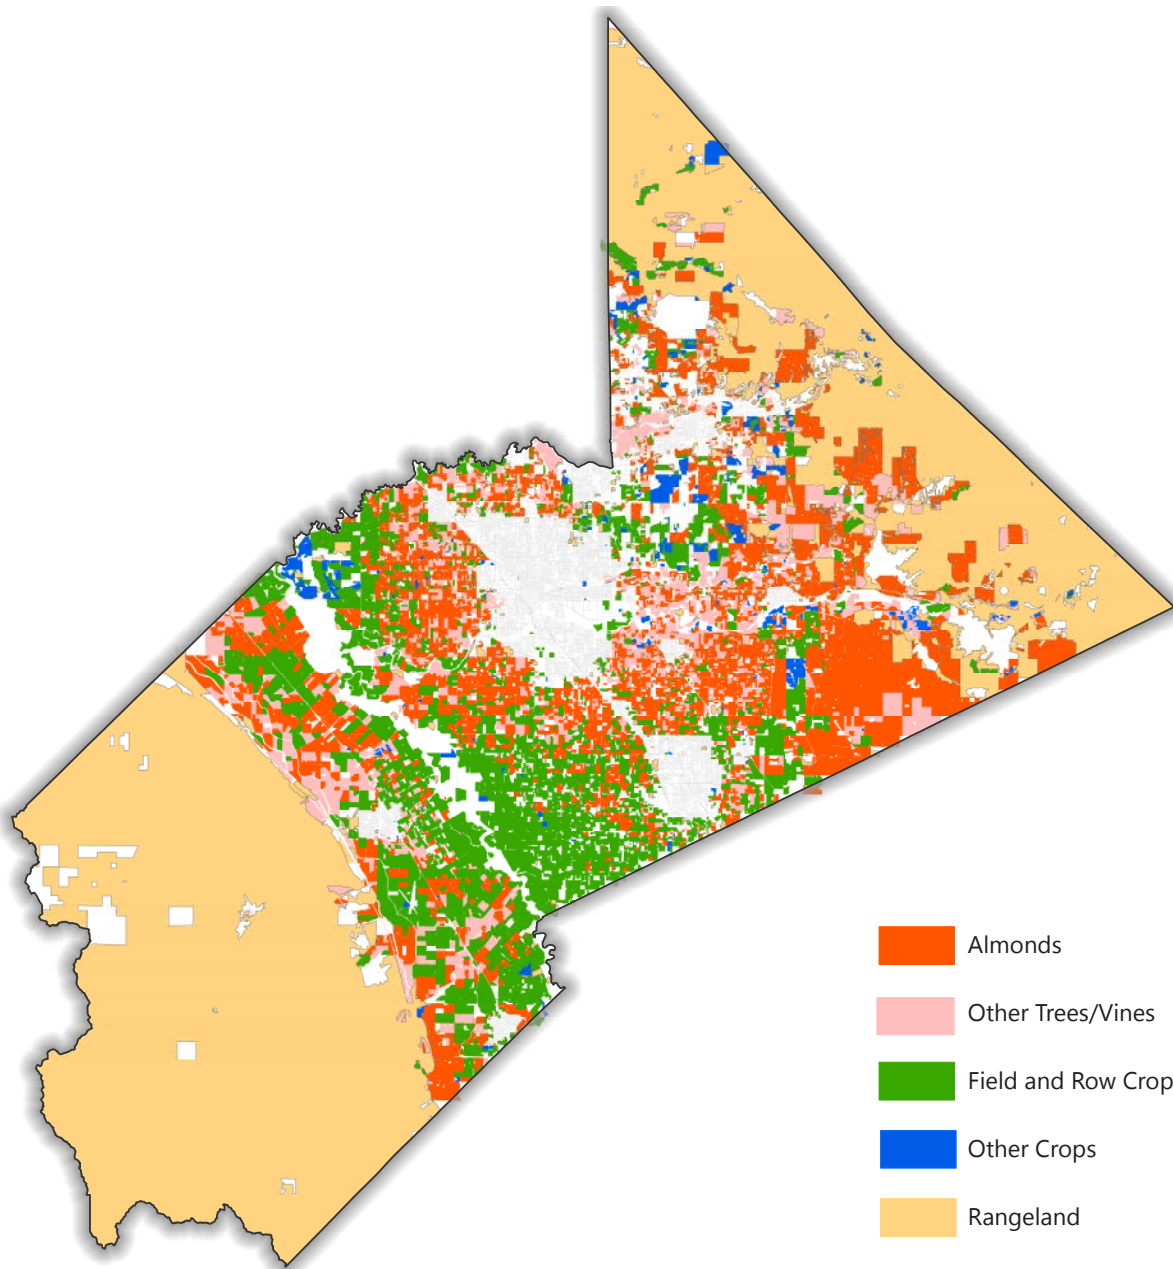 Almonds
Other Trees/Vines
Field and Row Crop
Other Crops
Rangeland